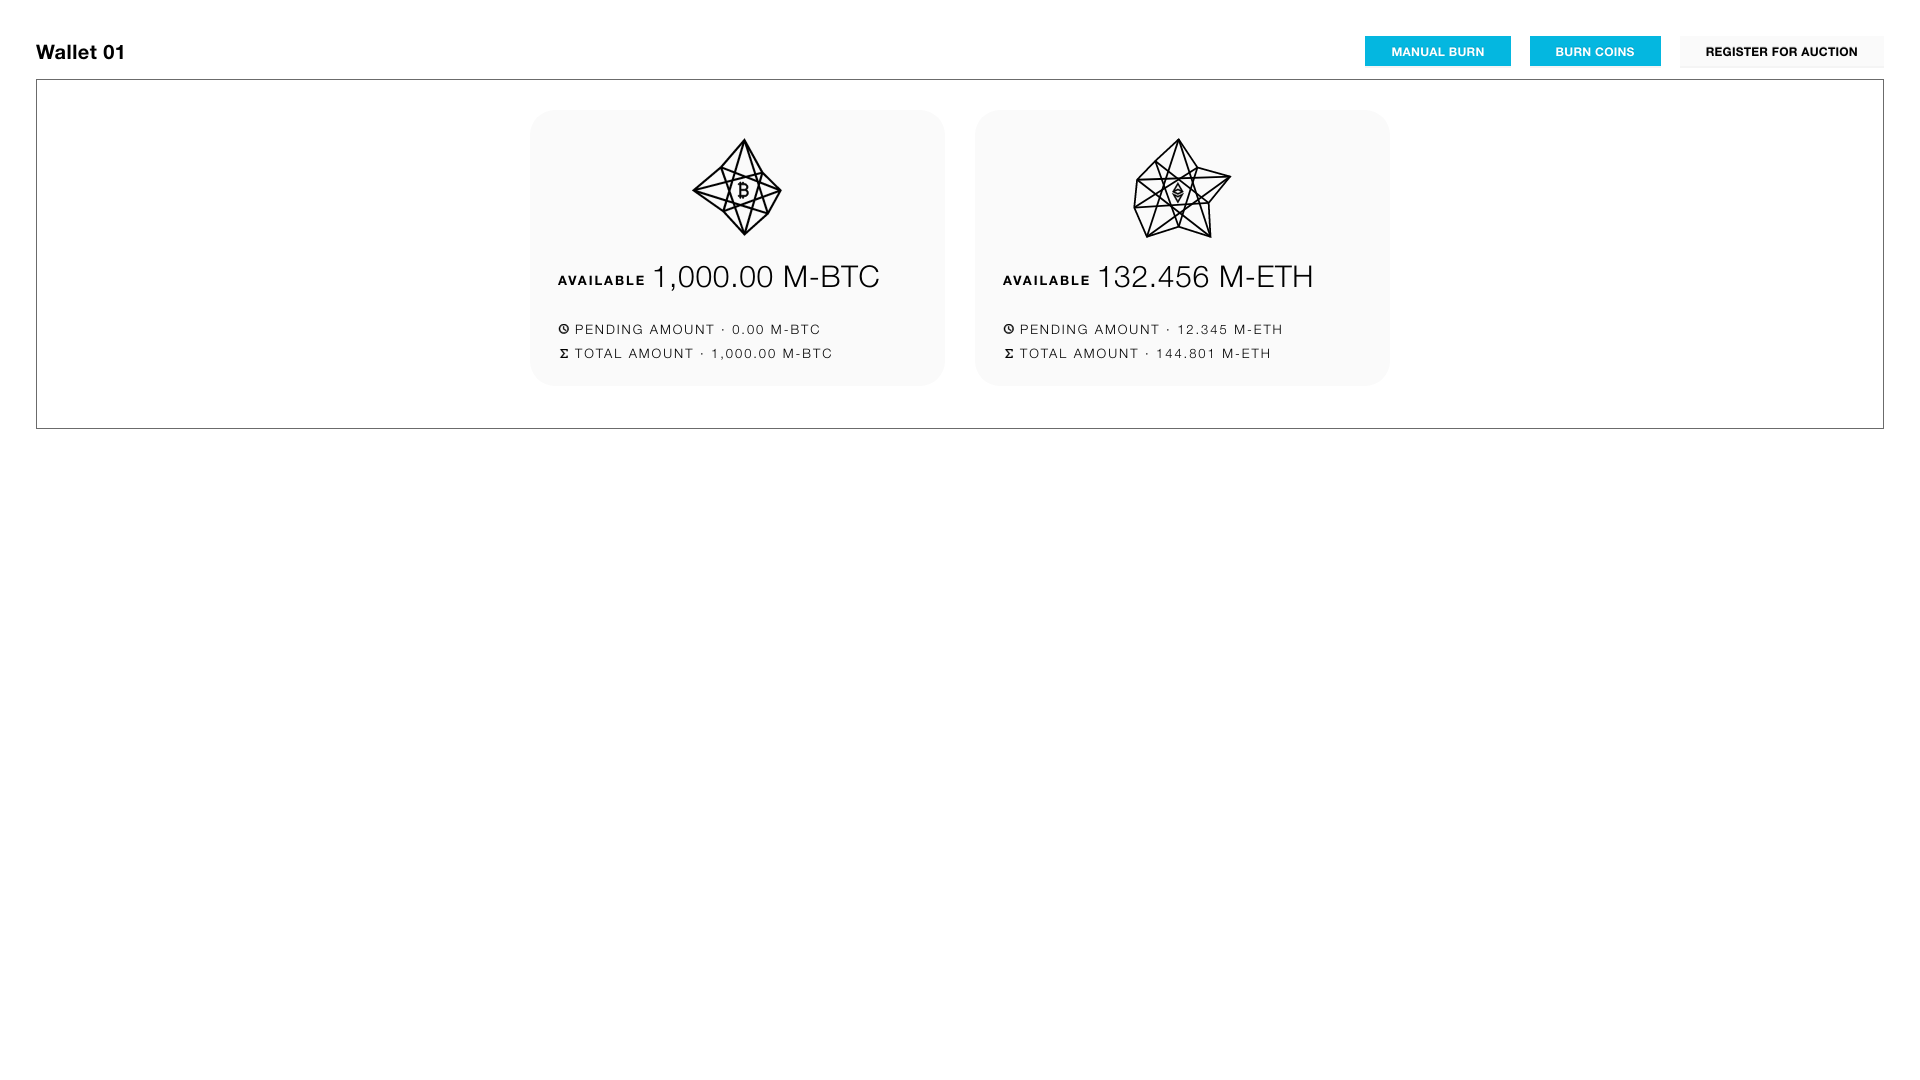 Wallet 01
MANUAL BURN
BURN COINS
REGISTER FOR AUCTION
AVAILABLE 1,000.00 M-BTC
PENDING AMOUNT · 0.00 M-BTC
Σ TOTAL AMOUNT · 1,000.00 M-BTC
AVAILABLE 132.456 M-ETH
PENDING AMOUNT · 12.345 M-ETH
Σ TOTAL AMOUNT · 144.801 M-ETH